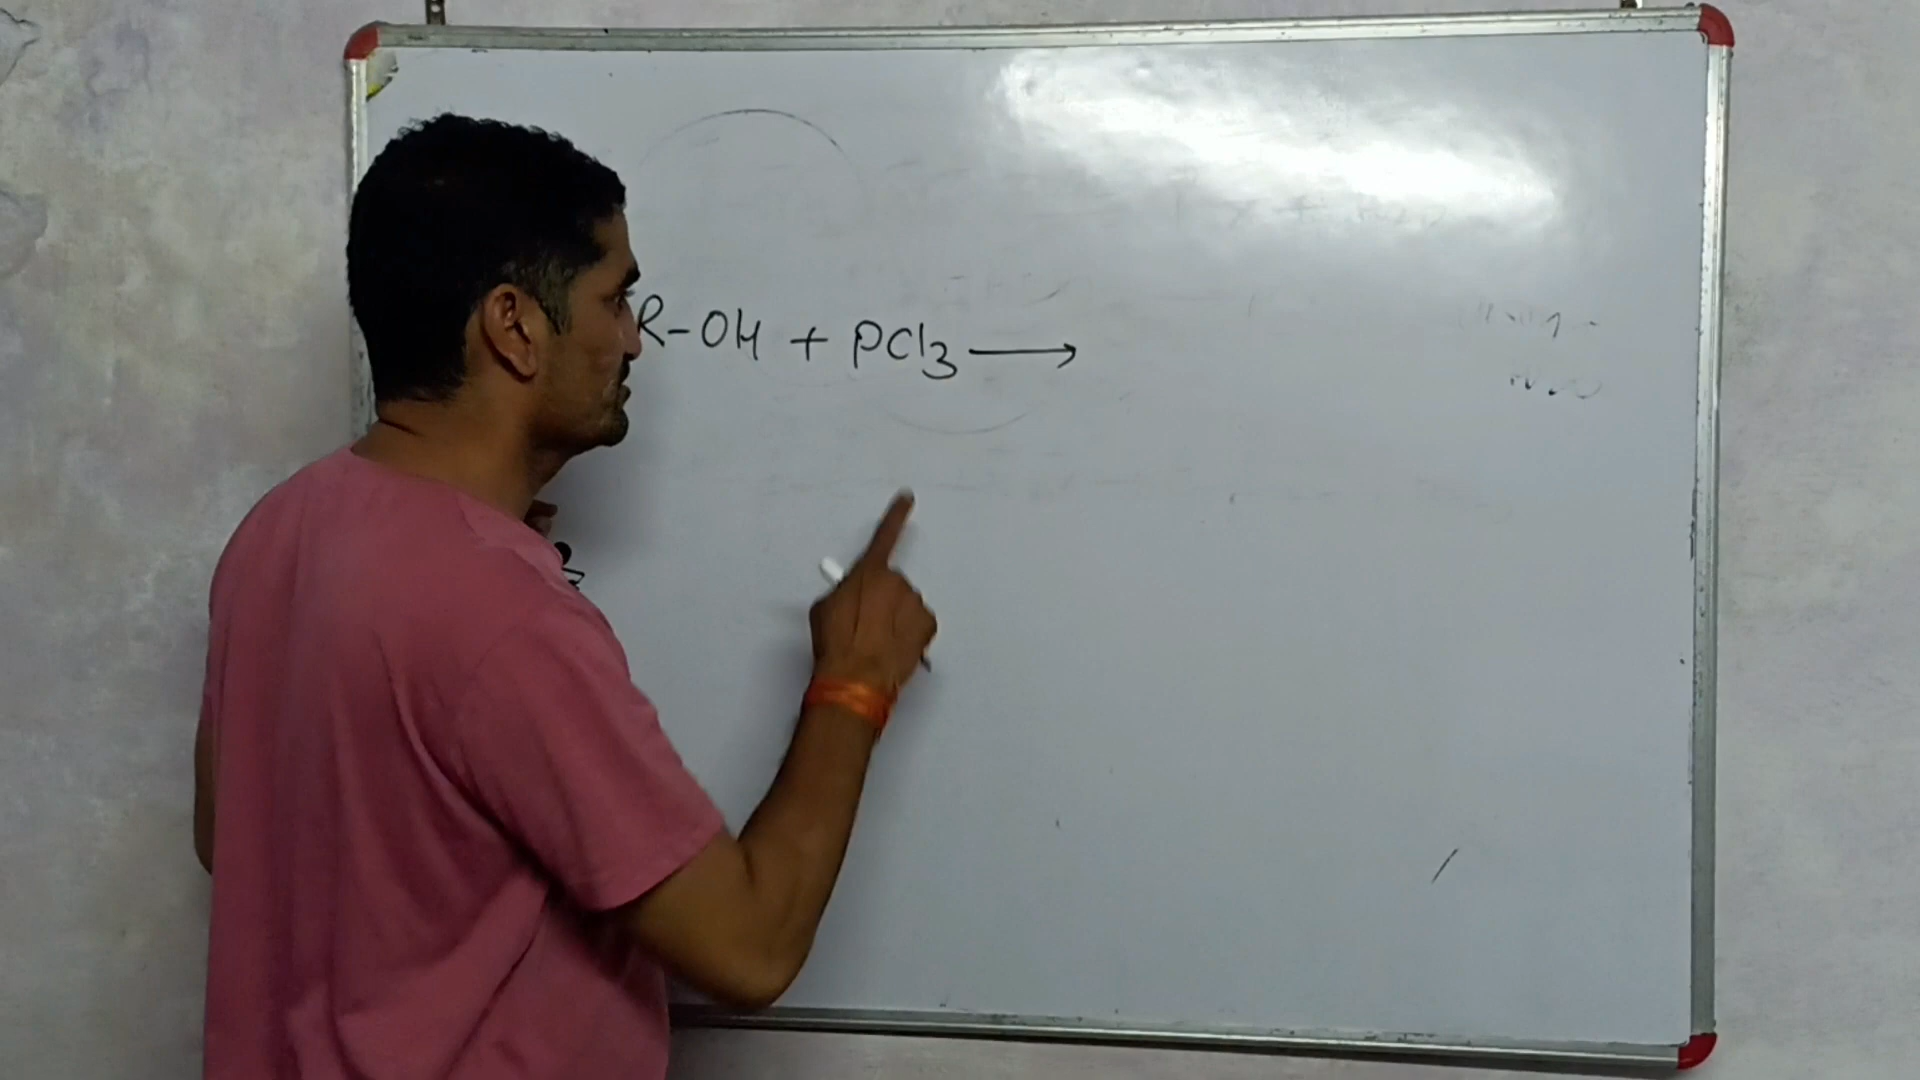 R-OH + PCl3 ⟶